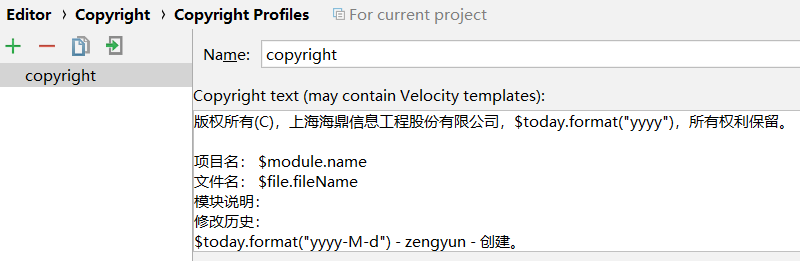 Editor › Copyright › Copyright Profiles For current project
copyright
Name: copyright
Copyright text (may contain Velocity templates):
版权所有(C)，上海海鼎信息工程股份有限公司，$today.format("yyyy")，所有权利保留。
项目名： $module.name
文件名： $file.fileName
模块说明：
修改历史：
$today.format("yyyy-M-d") - zengyun - 创建。